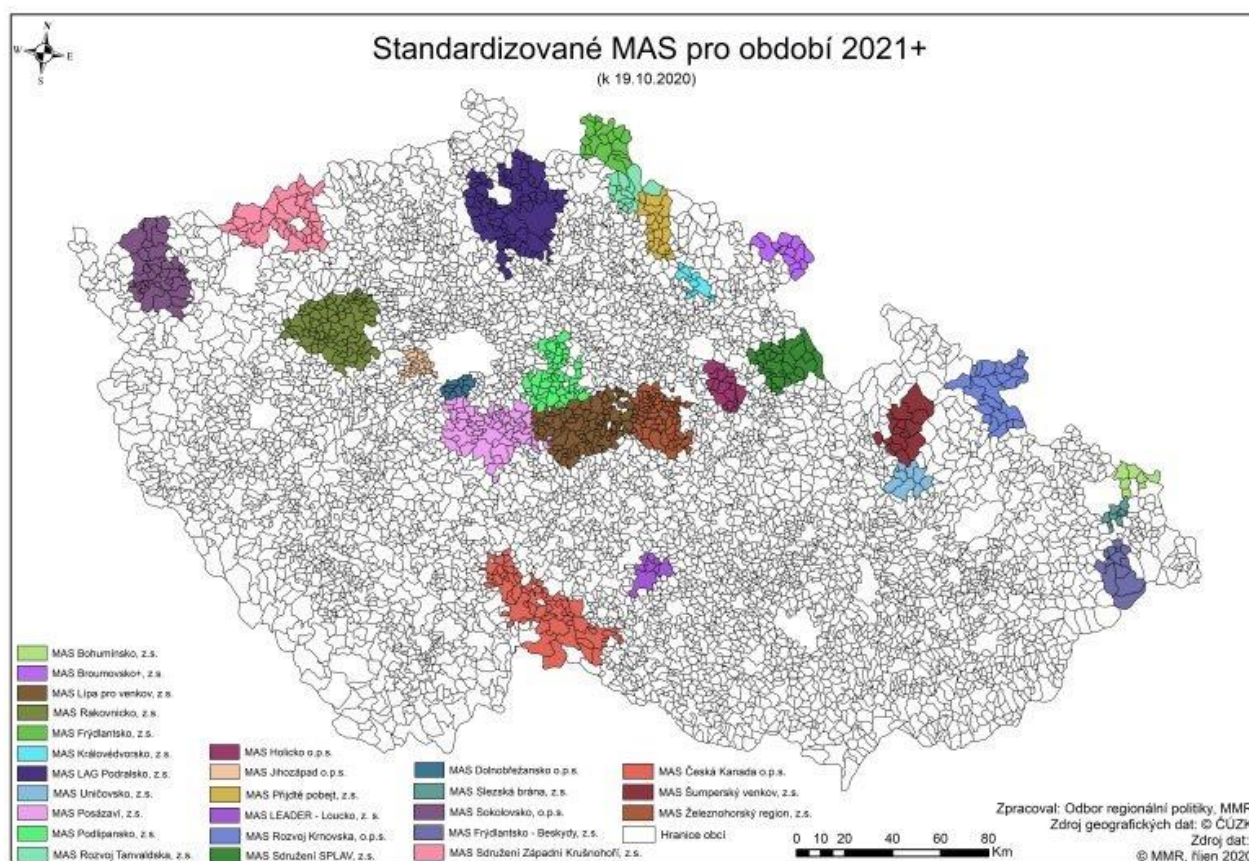 N
W E
S
Standardizované MAS pro období 2021+
(k 19.10.2020)
MAS Bohumínsko, z.s.
MAS Broumovsko+, z.s.
MAS Lípa pro venkov, z.s.
MAS Rakovnicko, z.s.
MAS Frýdlantsko, z.s.
MAS Královédvorsko, z.s.
MAS LAG Podralsko, z.s.
MAS Uničovsko, z.s.
MAS Posázaví, z.s.
MAS Podlipansko, z.s.
MAS Rozvoj Tanvaldska, z.s.
MAS Holicko o.p.s.
MAS Jihozápad o.p.s.
MAS Přijďte pobejt, z.s.
MAS LEADER - Loucko, z.s.
MAS Rozvoj Krnovska, o.p.s.
MAS Sdružení SPLAV, z.s.
MAS Dolnobřežansko o.p.s.
MAS Slezská brána, z.s.
MAS Sokolovsko, o.p.s.
MAS Frýdlantsko - Beskydy, z.s.
MAS Sdružení Západní Krušnohoří, z.s.
MAS Česká Kanada o.p.s.
MAS Šumperský venkov, z.s.
MAS Železnohorský region, z.s.
Hranice obcí
0 5 10 20 40 60 80
Km
Zpracoval: Odbor regionální politiky, MMR
Zdroj geografických dat: © ČÚZK
Zdroj dat:
© MMR, říjen 2020